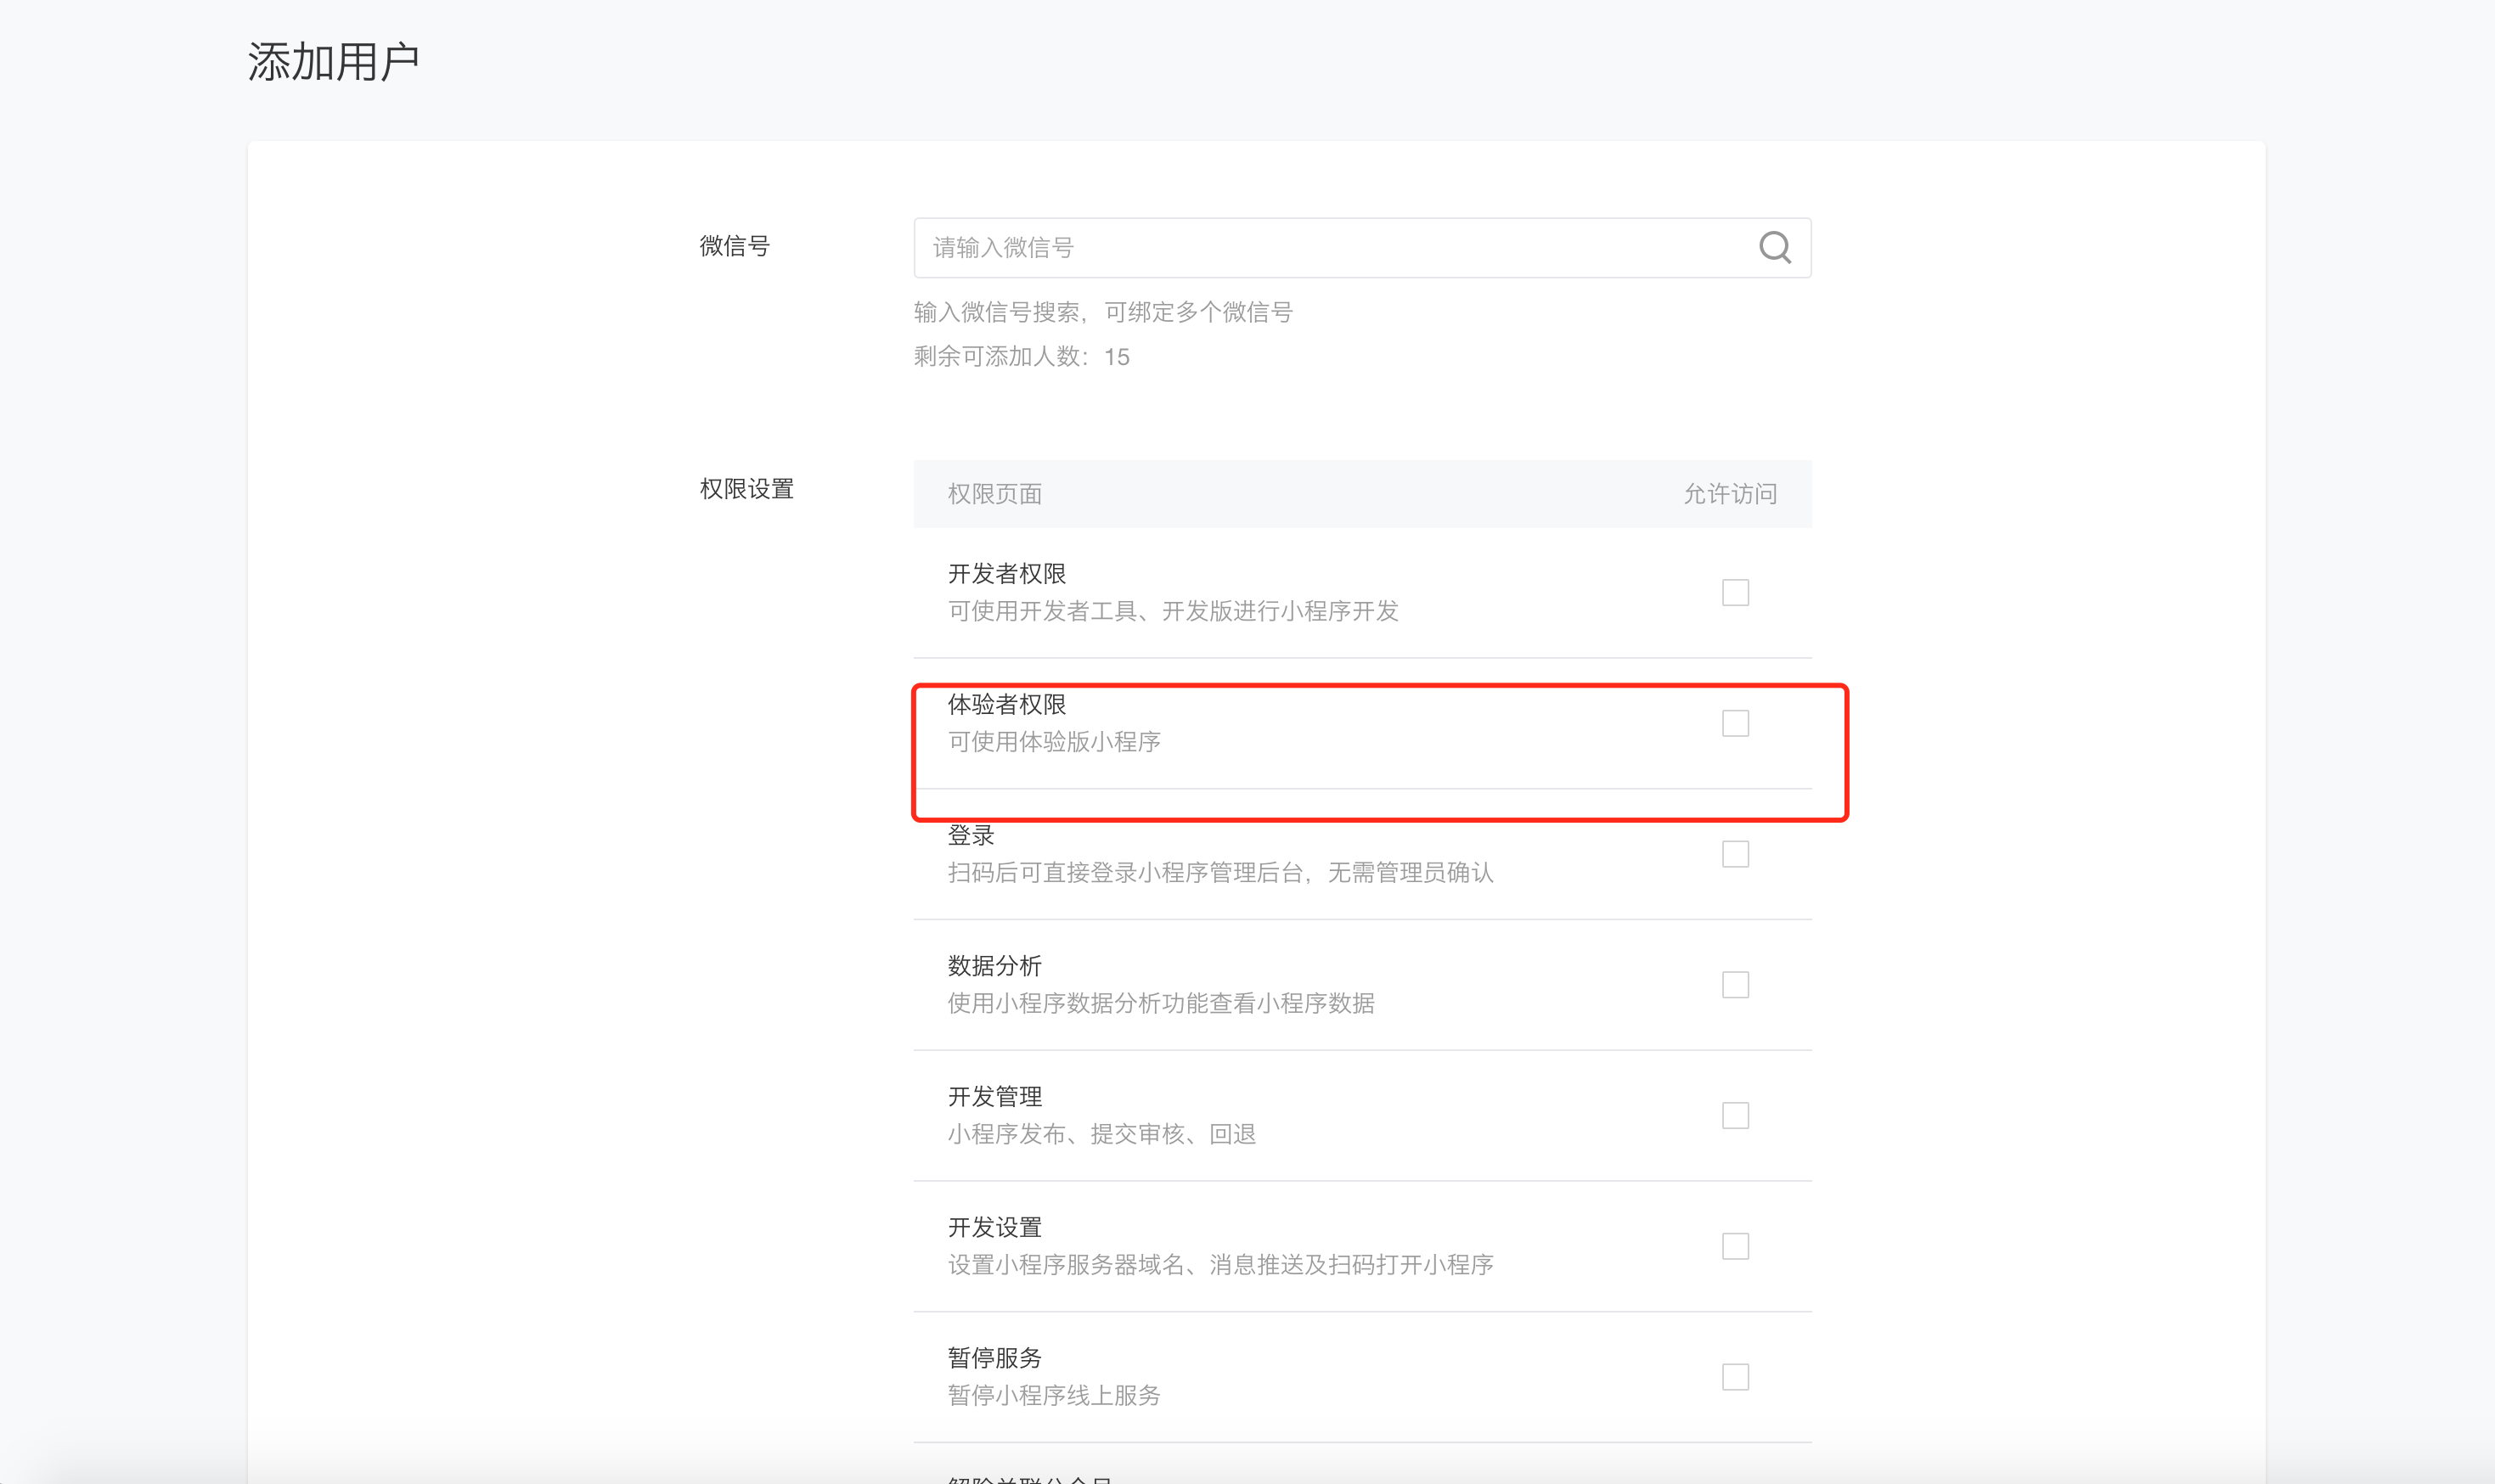 添加用户
微信号
请输入微信号
输入微信号搜索，可绑定多个微信号
剩余可添加人数：15
权限设置
权限页面 允许访问
开发者权限
可使用开发者工具、开发版进行小程序开发
体验者权限
可使用体验版小程序
登录
扫码后可直接登录小程序管理后台，无需管理员确认
数据分析
使用小程序数据分析功能查看小程序数据
开发管理
小程序发布、提交审核、回退
开发设置
设置小程序服务器域名、消息推送及扫码打开小程序
暂停服务
暂停小程序线上服务